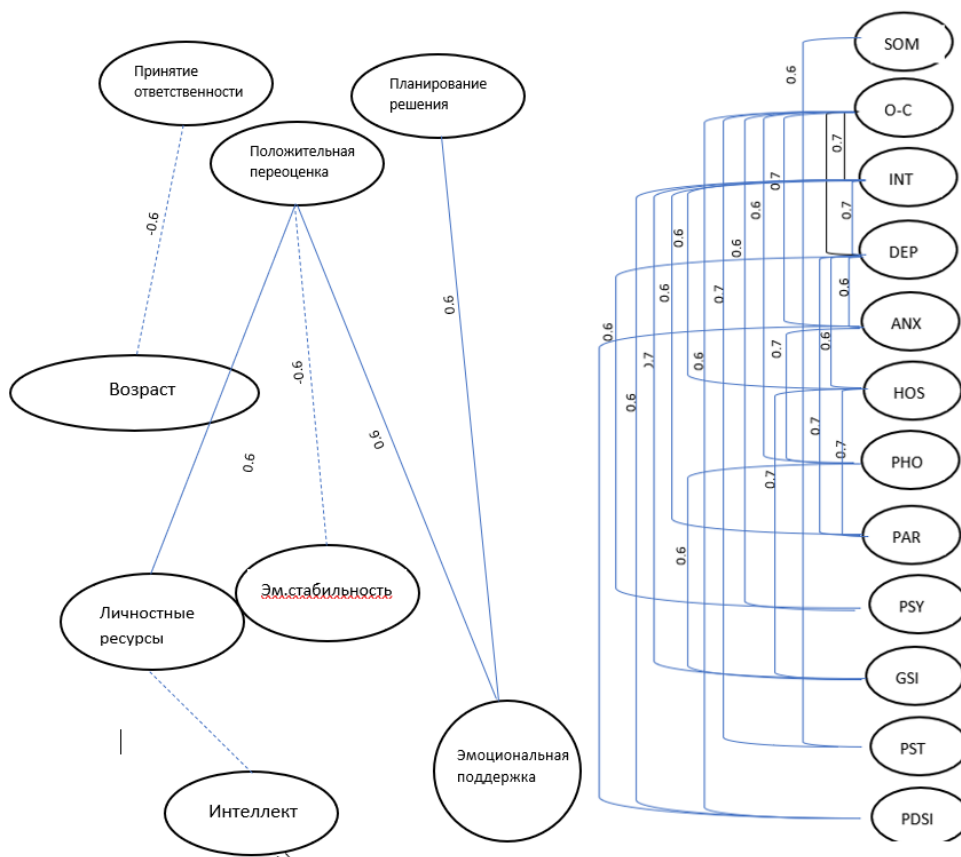 Принятие
ответственности
Планирование
решения
Положительная
переоценка
-0.6
0.6
Возраст
-0.6
0.6
0.6
Эм.стабильность
Личностные
ресурсы
Эмоциональная
поддержка
Интеллект
SOM
0.6
O-C
0.7
INT
0.7
0.7
0.6
0.6
0.6
DEP
0.6
0.6
0.7
ANX
0.6
0.7
0.6
0.7
0.6
HOS
0.6
0.7
0.7
PHO
0.7
PAR
0.6
PSY
GSI
PST
PDSI